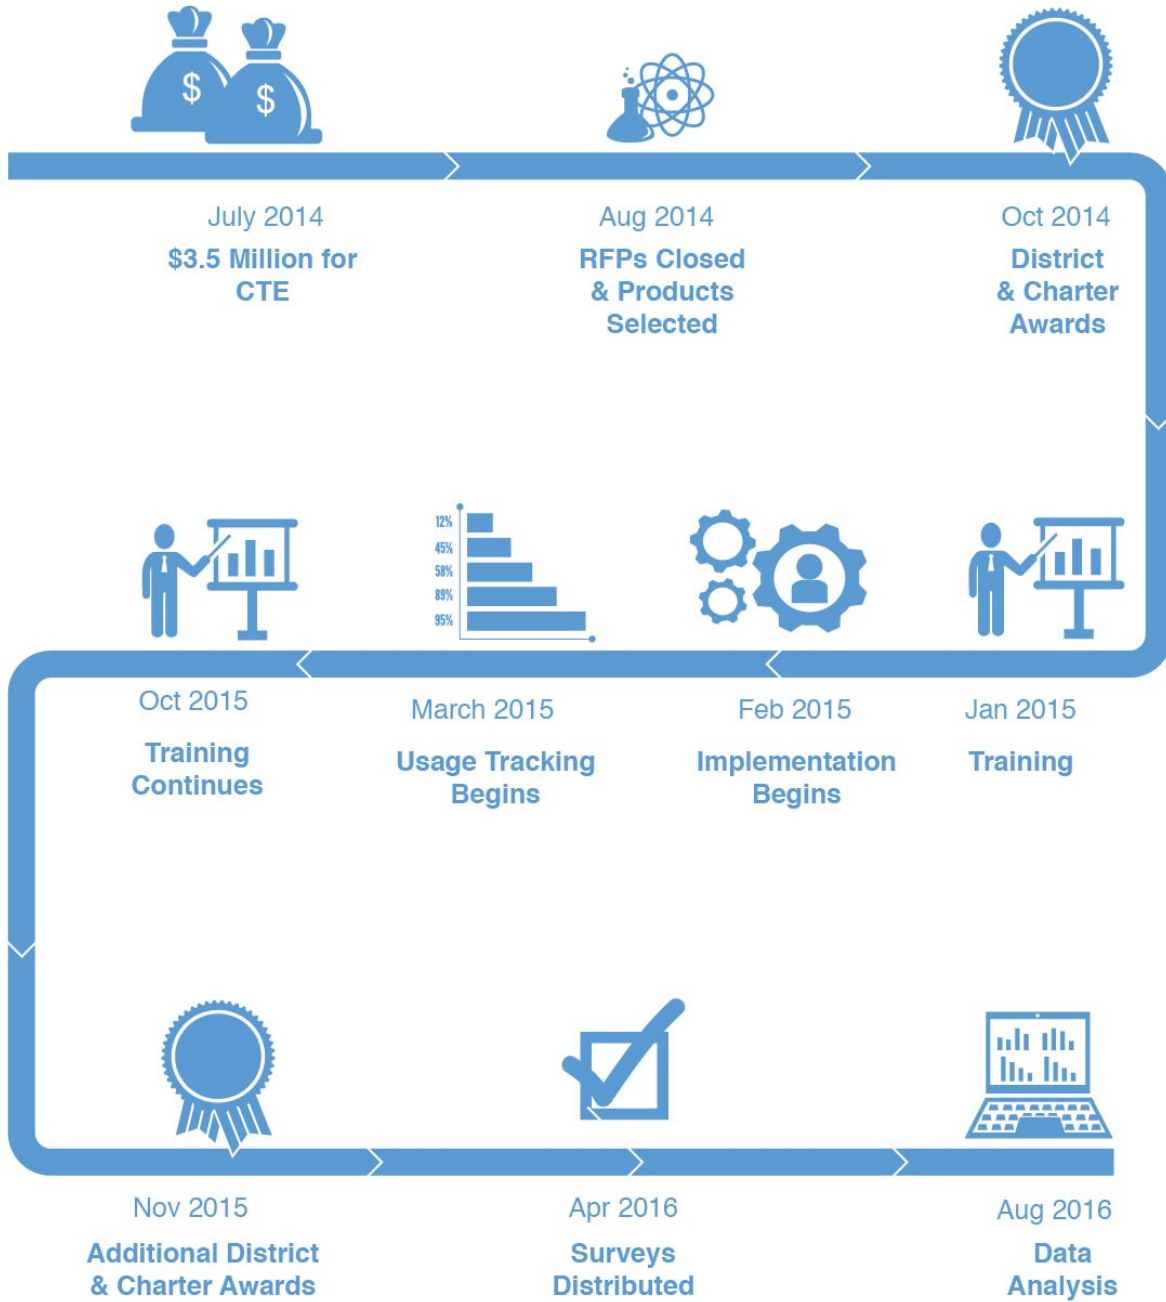 $
$
July 2014
$3.5 Million for
CTE
Aug 2014
RFPs Closed
& Products
Selected
Oct 2014
District
& Charter
Awards
12%
45%
58%
89%
95%
Oct 2015
Training
Continues
March 2015
Usage Tracking
Begins
Feb 2015
Implementation
Begins
Jan 2015
Training
Nov 2015
Additional District
& Charter Awards
Apr 2016
Surveys
Distributed
Aug 2016
Data
Analysis